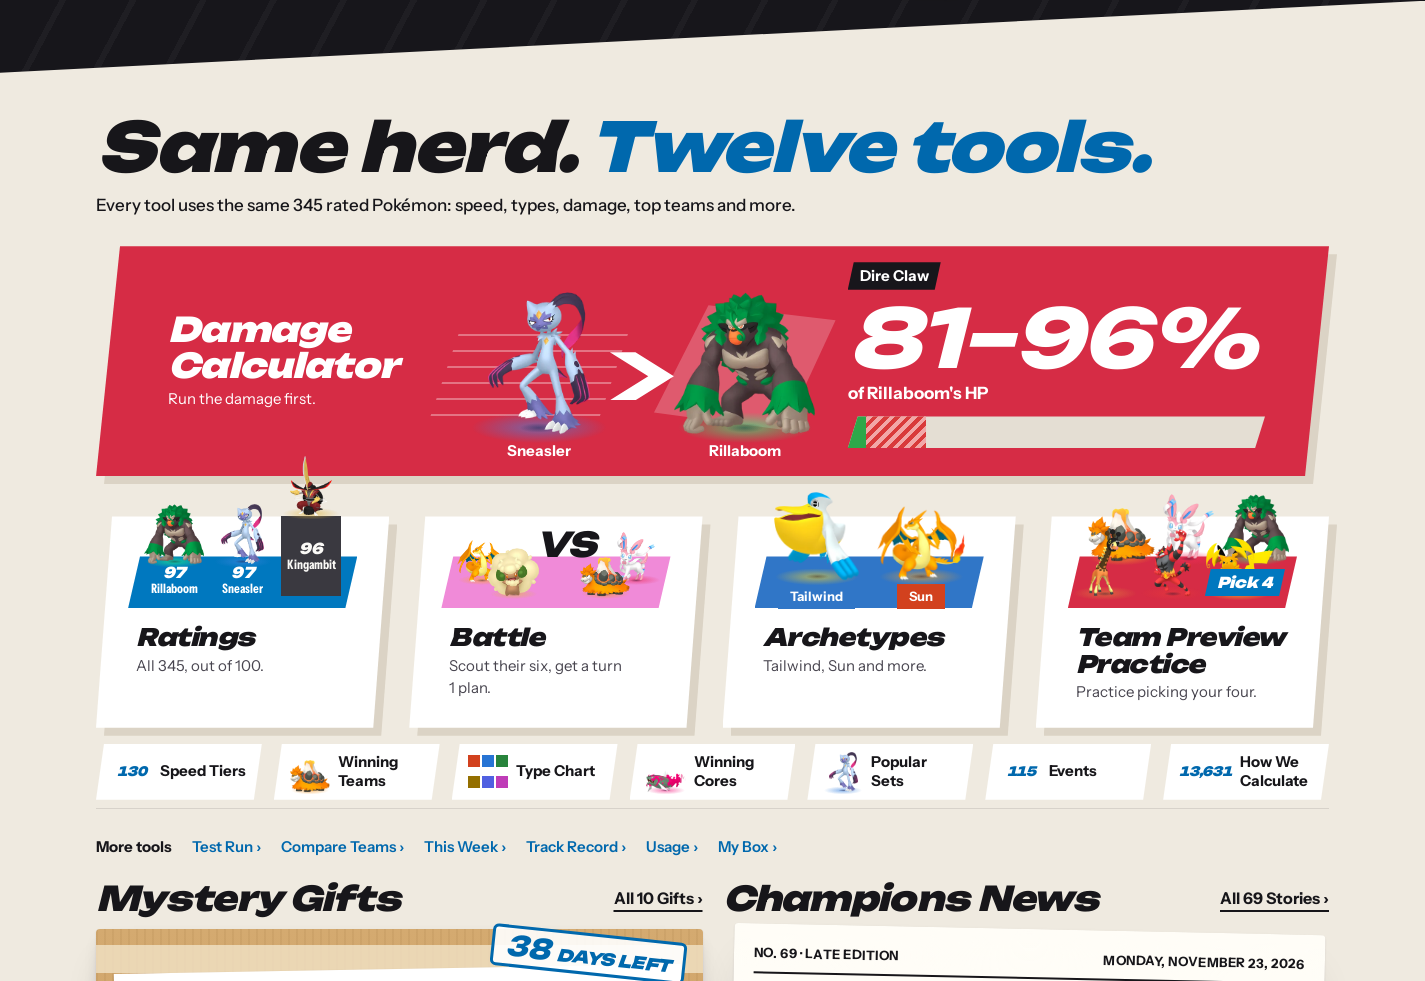 Same herd. Twelve tools.
Every tool uses the same 345 rated Pokémon: speed, types, damage, top teams and more.
Damage
Calculator
Run the damage first.
Sneasler
Rillaboom
Dire Claw
81–96%
of Rillaboom's HP
97
Rillaboom
97
Sneasler
96
Kingambit
Ratings
All 345, out of 100.
VS
Battle
Scout their six, get a turn
1 plan.
Tailwind
Sun
Archetypes
Tailwind, Sun and more.
Pick 4
Team Preview
Practice
Practice picking your four.
130 Speed Tiers
Winning
Teams
Type Chart
Winning
Cores
Popular
Sets
115 Events
13,631 How We
Calculate
More tools Test Run › Compare Teams › This Week › Track Record › Usage › My Box ›
Mystery Gifts
All 10 Gifts ›
38 DAYS LEFT
Champions News
All 69 Stories ›
NO. 69 · LATE EDITION
MONDAY, NOVEMBER 23, 2026